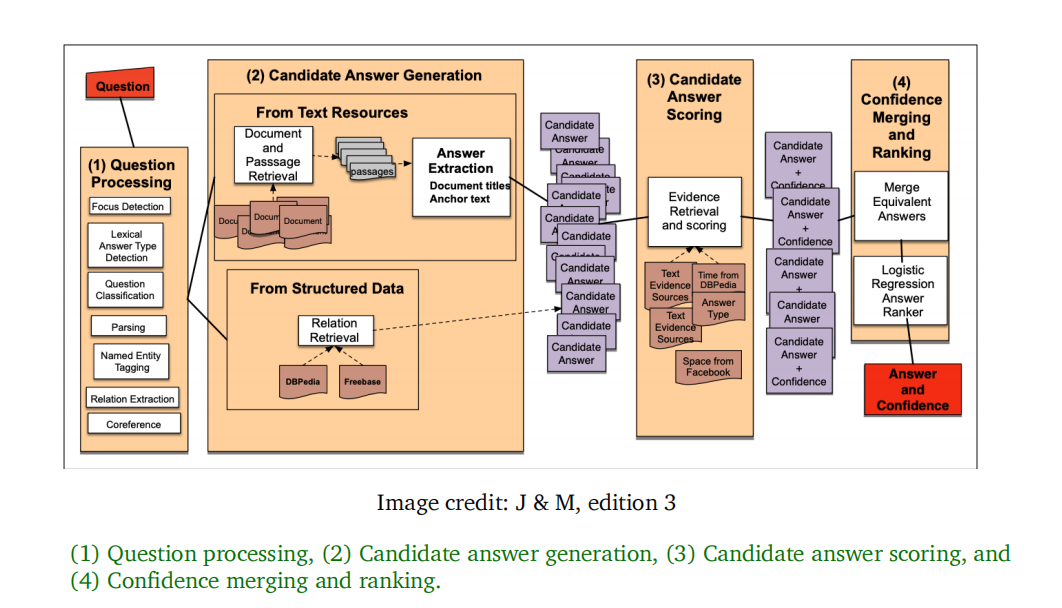 Question
(1) Question
Processing
Focus Detection
Lexical
Answer Type
Detection
Question
Classification
Parsing
Named Entity
Tagging
Relation Extraction
Coreference
(2) Candidate Answer Generation
From Text Resources
Document
and
Passsage
Retrieval
passages
Answer
Extraction
Document titles
Anchor text
Docu
Di
Docum
Document
From Structured Data
Relation
Retrieval
DBPedia
Freebase
Candidate
Answer
Candidate
Answer
Candidate
Candidate
Candidate
Candidate
Candidate
Candidate
Answer
Candidate
Answer
Candidate
Candidate
Answer
(3) Candidate
Answer
Scoring
Evidence
Retrieval
and scoring
Text
Evidence
Sources
Time from
DBPedia
Answer
Type
Text
Evidence
Sources
Space from
Facebook
Candidate
Answer
+
Confidence
Candidate
Answer
+
Confidence
Candidate
Answer
+
Candidate
Answer
Candidate
Answer
+
Confidence
(4)
Confidence
Merging
and
Ranking
Merge
Equivalent
Answers
Logistic
Regression
Answer
Ranker
Answer
and
Confidence
Image credit: J & M, edition 3
(1) Question processing, (2) Candidate answer generation, (3) Candidate answer scoring, and
(4) Confidence merging and ranking.